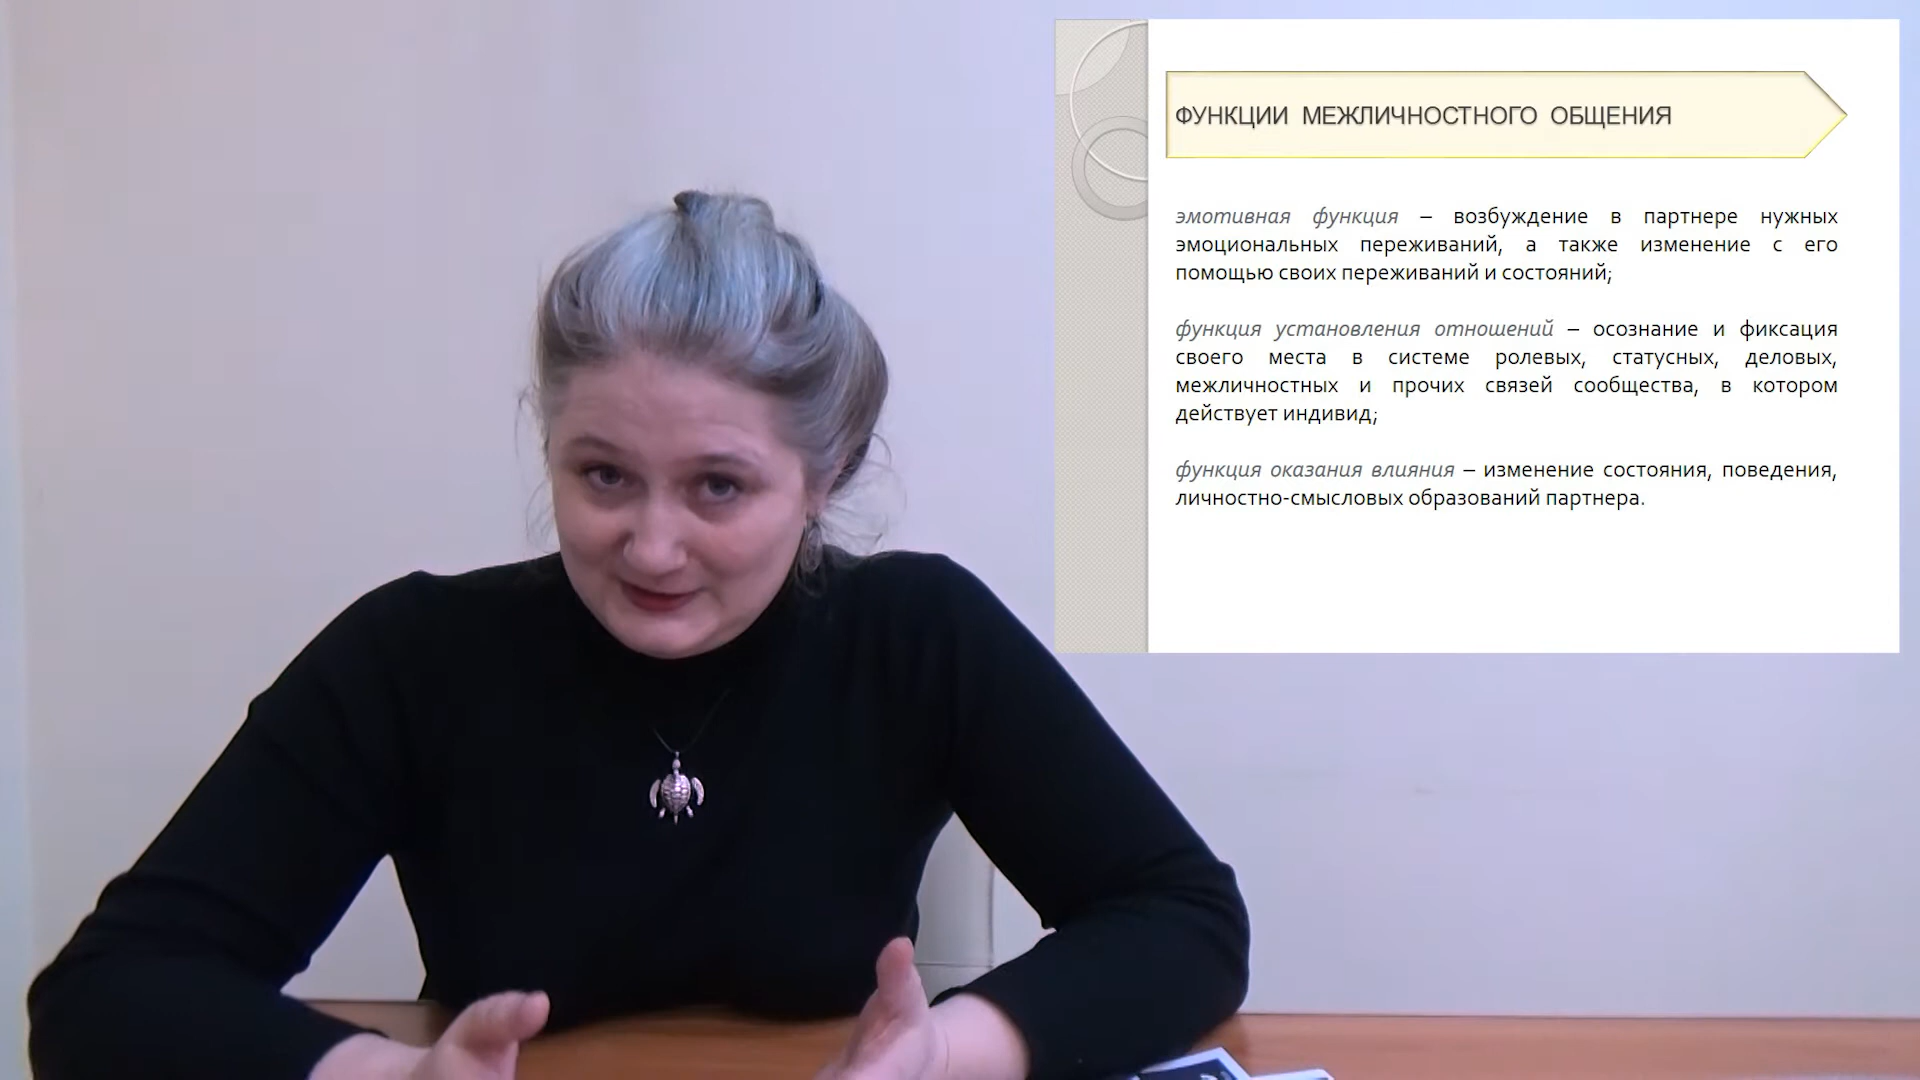 ФУНКЦИИ МЕЖЛИЧНОСТНОГО ОБЩЕНИЯ
эмотивная функция – возбуждение в партнере нужных
эмоциональных переживаний, а также изменение с его
помощью своих переживаний и состояний;
функция установления отношений – осознание и фиксация
своего места в системе ролевых, статусных, деловых,
межличностных и прочих связей сообщества, в котором
действует индивид;
функция оказания влияния – изменение состояния, поведения,
личностно-смысловых образований партнера.